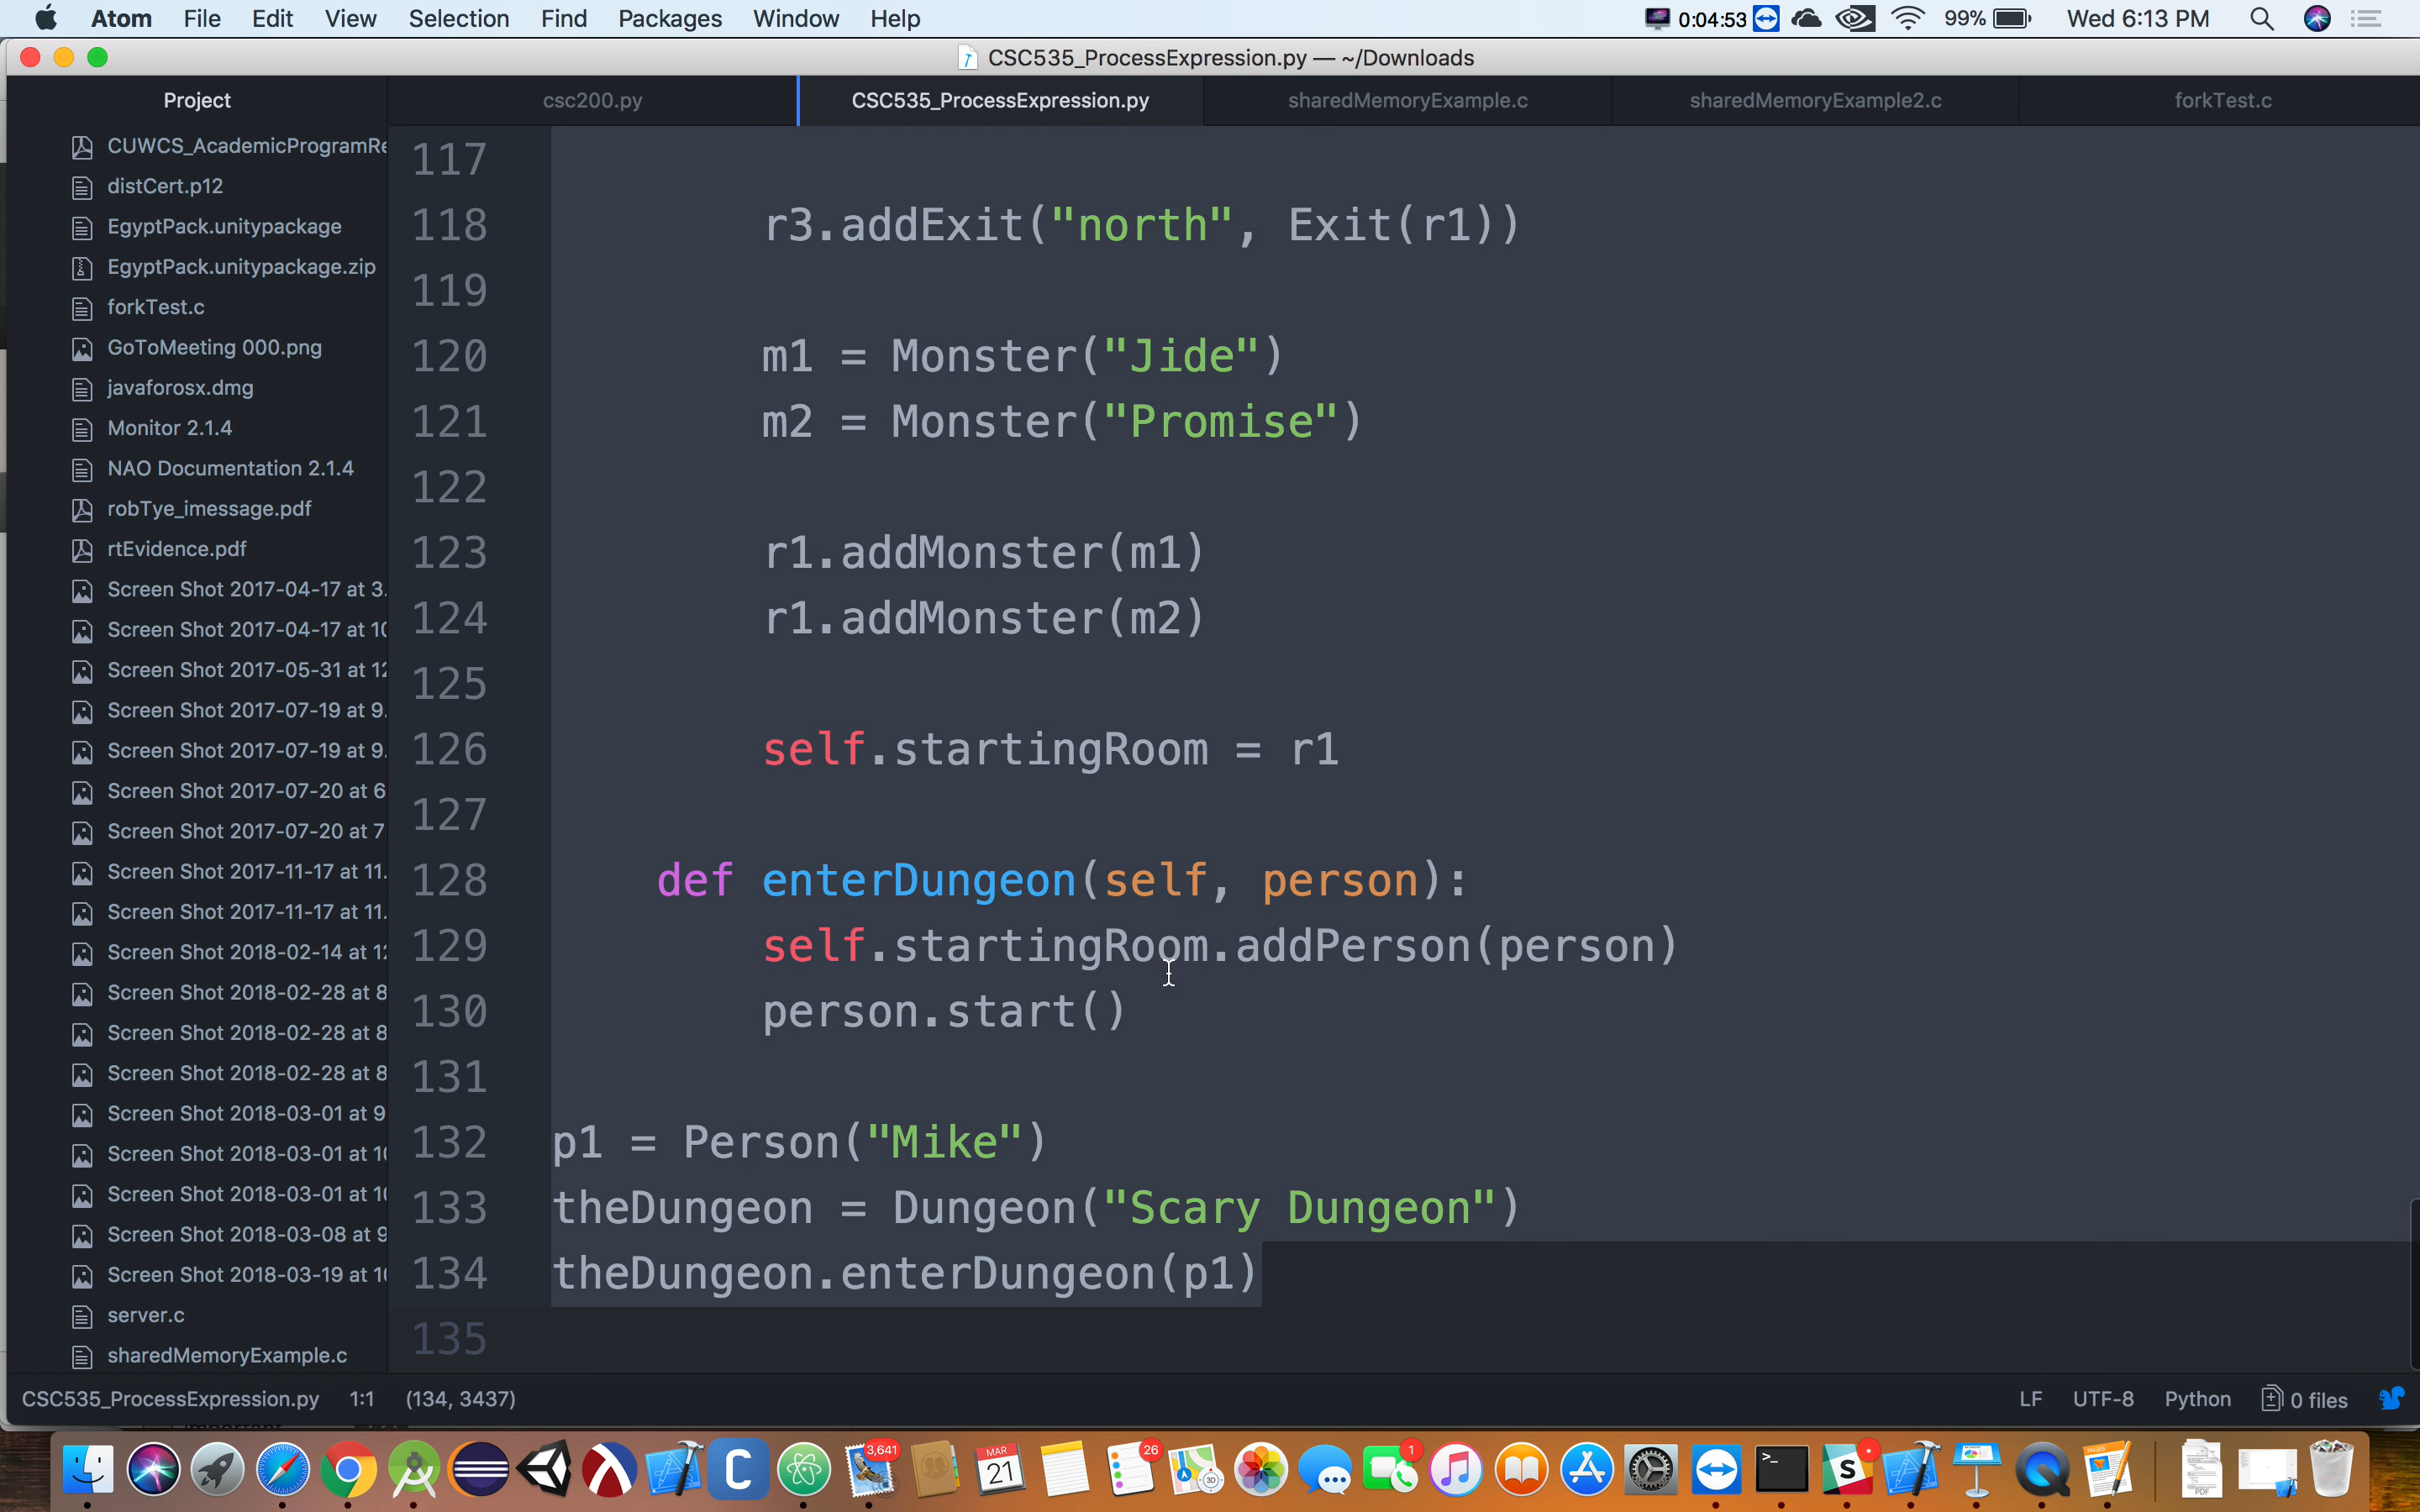 Atom File Edit View Selection Find Packages Window Help 0:04:53 99% Wed 6:13 PM
CSC535_ProcessExpression.py — ~/Downloads
Project csc200.py CSC535_ProcessExpression.py sharedMemoryExample.c sharedMemoryExample2.c forkTest.c
CUWCS_AcademicProgramRe
distCert.p12
EgyptPack.unitypackage
EgyptPack.unitypackage.zip
forkTest.c
GoToMeeting 000.png
javaforosx.dmg
Monitor 2.1.4
NAO Documentation 2.1.4
robTye_imessage.pdf
rtEvidence.pdf
Screen Shot 2017-04-17 at 3.
Screen Shot 2017-04-17 at 10
Screen Shot 2017-05-31 at 12
Screen Shot 2017-07-19 at 9.
Screen Shot 2017-07-19 at 9.
Screen Shot 2017-07-20 at 6
Screen Shot 2017-07-20 at 7
Screen Shot 2017-11-17 at 11.
Screen Shot 2017-11-17 at 11.
Screen Shot 2018-02-14 at 12
Screen Shot 2018-02-28 at 8
Screen Shot 2018-02-28 at 8
Screen Shot 2018-02-28 at 8
Screen Shot 2018-03-01 at 9
Screen Shot 2018-03-01 at 10
Screen Shot 2018-03-01 at 10
Screen Shot 2018-03-08 at 9
Screen Shot 2018-03-19 at 10
server.c
sharedMemoryExample.c
117
118 r3.addExit("north", Exit(r1))
119
120 m1 = Monster("Jide")
121 m2 = Monster("Promise")
122
123 r1.addMonster(m1)
124 r1.addMonster(m2)
125
126 self.startingRoom = r1
127
128 def enterDungeon(self, person):
129 self.startingRoom.addPerson(person)
130 person.start()
131
132 p1 = Person("Mike")
133 theDungeon = Dungeon("Scary Dungeon")
134 theDungeon.enterDungeon(p1)
135
CSC535_ProcessExpression.py 1:1 (134, 3437) LF UTF-8 Python 0 files
3,641 MAR 21 26 3D 1 PAGES PDF